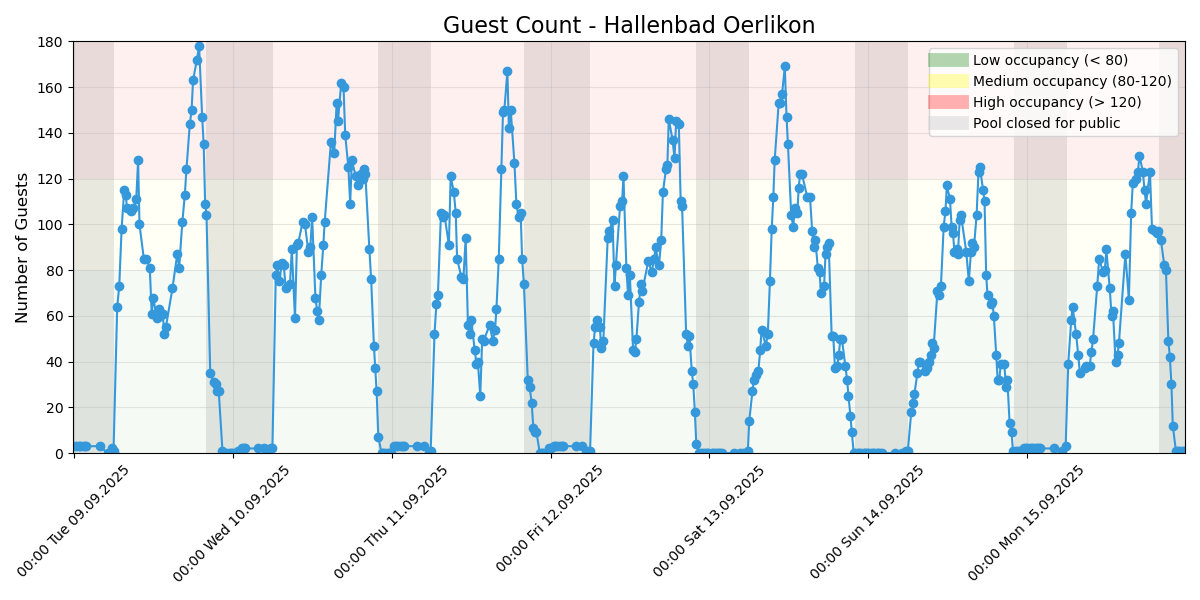 Guest Count - Hallenbad Oerlikon
Number of Guests
180
160
140
120
100
80
60
40
20
0
Low occupancy (< 80)
Medium occupancy (80-120)
High occupancy (> 120)
Pool closed for public
00:00 Tue 09.09.2025
00:00 Wed 10.09.2025
00:00 Thu 11.09.2025
00:00 Fri 12.09.2025
00:00 Sat 13.09.2025
00:00 Sun 14.09.2025
00:00 Mon 15.09.2025